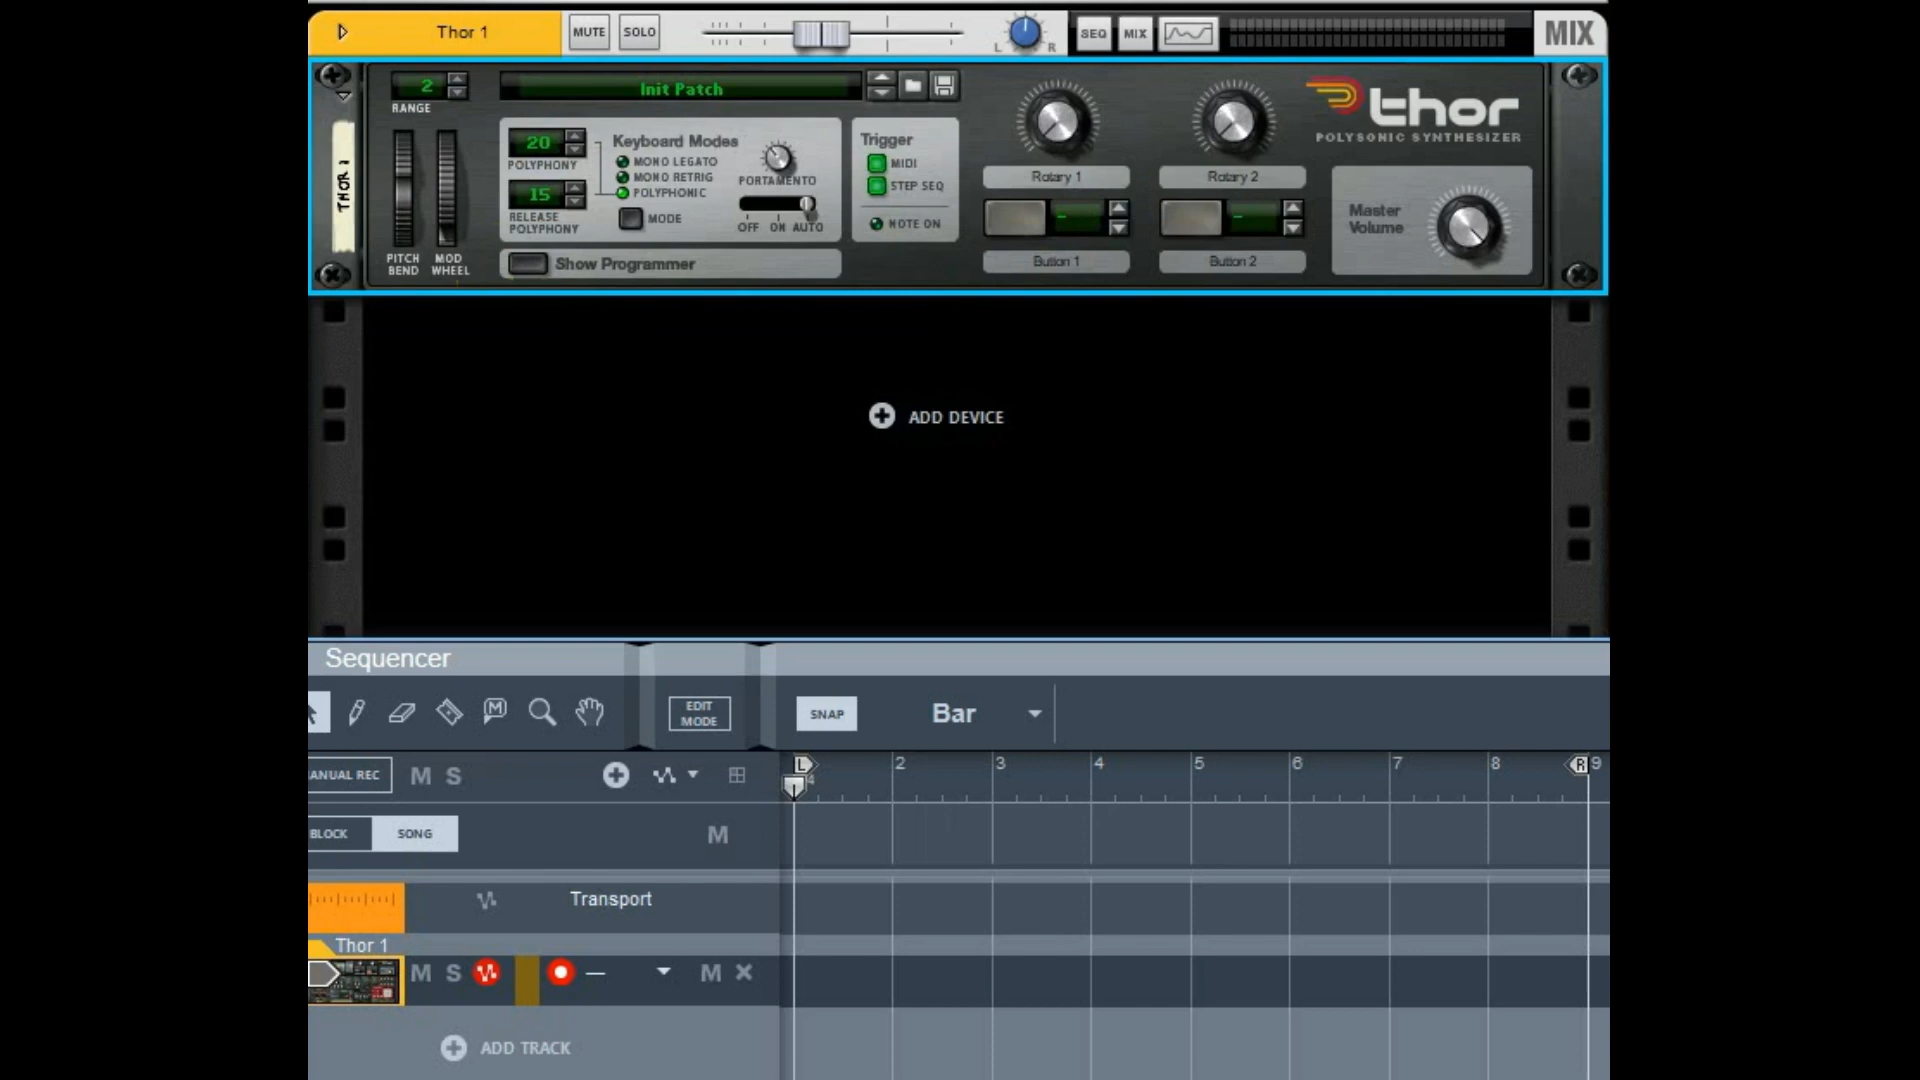 Thor 1
MUTE
SOLO
L
R
SEQ
MIX
MIX
2
RANGE
Init Patch
thor
POLYSONIC SYNTHESIZER
THOR 1
20
POLYPHONY
15
RELEASE
POLYPHONY
Keyboard Modes
MONO LEGATO
MONO RETRIG
POLYPHONIC
MODE
PORTAMENTO
OFF ON AUTO
Trigger
MIDI
STEP SEQ
NOTE ON
Rotary 1
Rotary 2
Button 1
Button 2
Master
Volume
PITCH
BEND
MOD
WHEEL
Show Programmer
ADD DEVICE
Sequencer
M
EDIT
MODE
SNAP
Bar
ANUAL REC
M S
L
4
2
3
4
5
6
7
8
R
9
BLOCK
SONG
M
Transport
Thor 1
M S
M
ADD TRACK